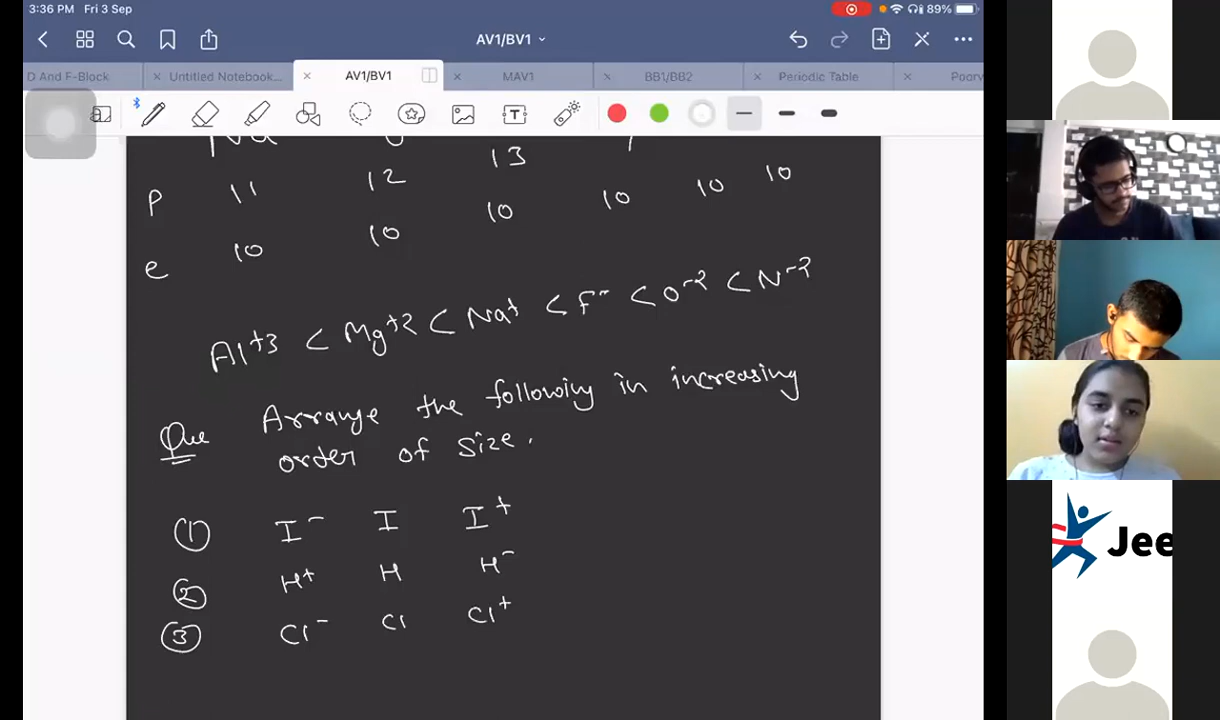 3:36 PM Fri 3 Sep
89%
AV1/BV1
D And F-Block
Untitled Notebook...
AV1/BV1
MAV1
BB1/BB2
Periodic Table
Poorv
Na
13
P 11 12 10 10 10
e 10 10 10
Al+3 < Mg+2 < Na+ < F- < O-2 < N-3
Que Arrange the following in increasing
order of size.
① I- I I+
② H+ H H-
③ Cl- Cl Cl+
Jee